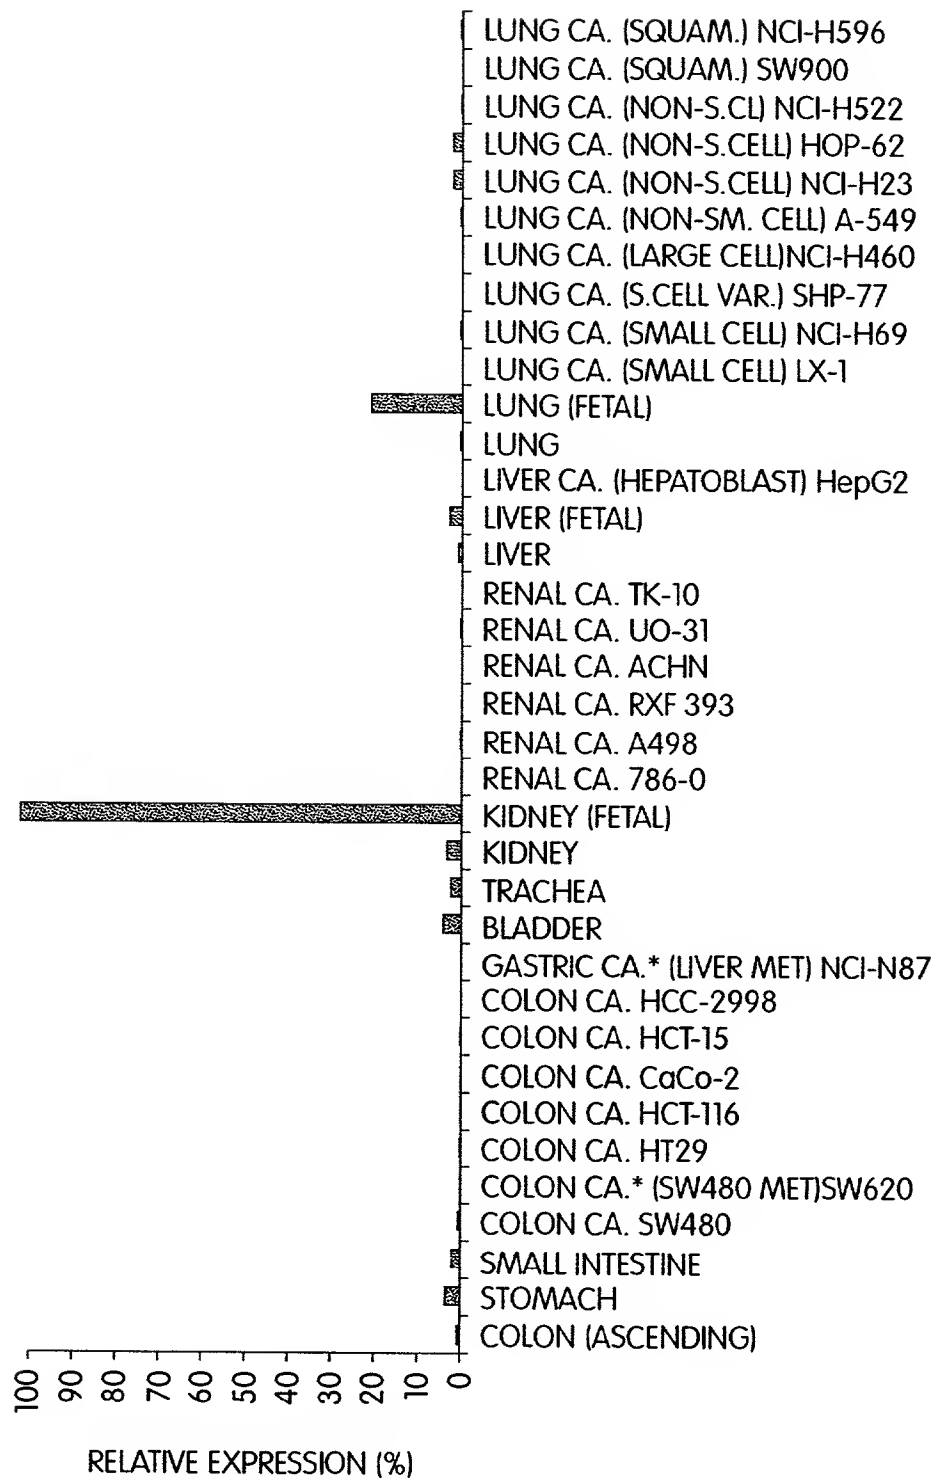 LUNG CA. (SQUAM.) NCI-H596
LUNG CA. (SQUAM.) SW900
LUNG CA. (NON-S.CL) NCI-H522
LUNG CA. (NON-S.CELL) HOP-62
LUNG CA. (NON-S.CELL) NCI-H23
LUNG CA. (NON-SM. CELL) A-549
LUNG CA. (LARGE CELL)NCI-H460
LUNG CA. (S.CELL VAR.) SHP-77
LUNG CA. (SMALL CELL) NCI-H69
LUNG CA. (SMALL CELL) LX-1
LUNG (FETAL)
LUNG
LIVER CA. (HEPATOBLAST) HepG2
LIVER (FETAL)
LIVER
RENAL CA. TK-10
RENAL CA. UO-31
RENAL CA. ACHN
RENAL CA. RXF 393
RENAL CA. A498
RENAL CA. 786-0
KIDNEY (FETAL)
KIDNEY
TRACHEA
BLADDER
GASTRIC CA.* (LIVER MET) NCI-N87
COLON CA. HCC-2998
COLON CA. HCT-15
COLON CA. CaCo-2
COLON CA. HCT-116
COLON CA. HT29
COLON CA.* (SW480 MET)SW620
COLON CA. SW480
SMALL INTESTINE
STOMACH
COLON (ASCENDING)
100 90 80 70 60 50 40 30 20 10 0
RELATIVE EXPRESSION (%)